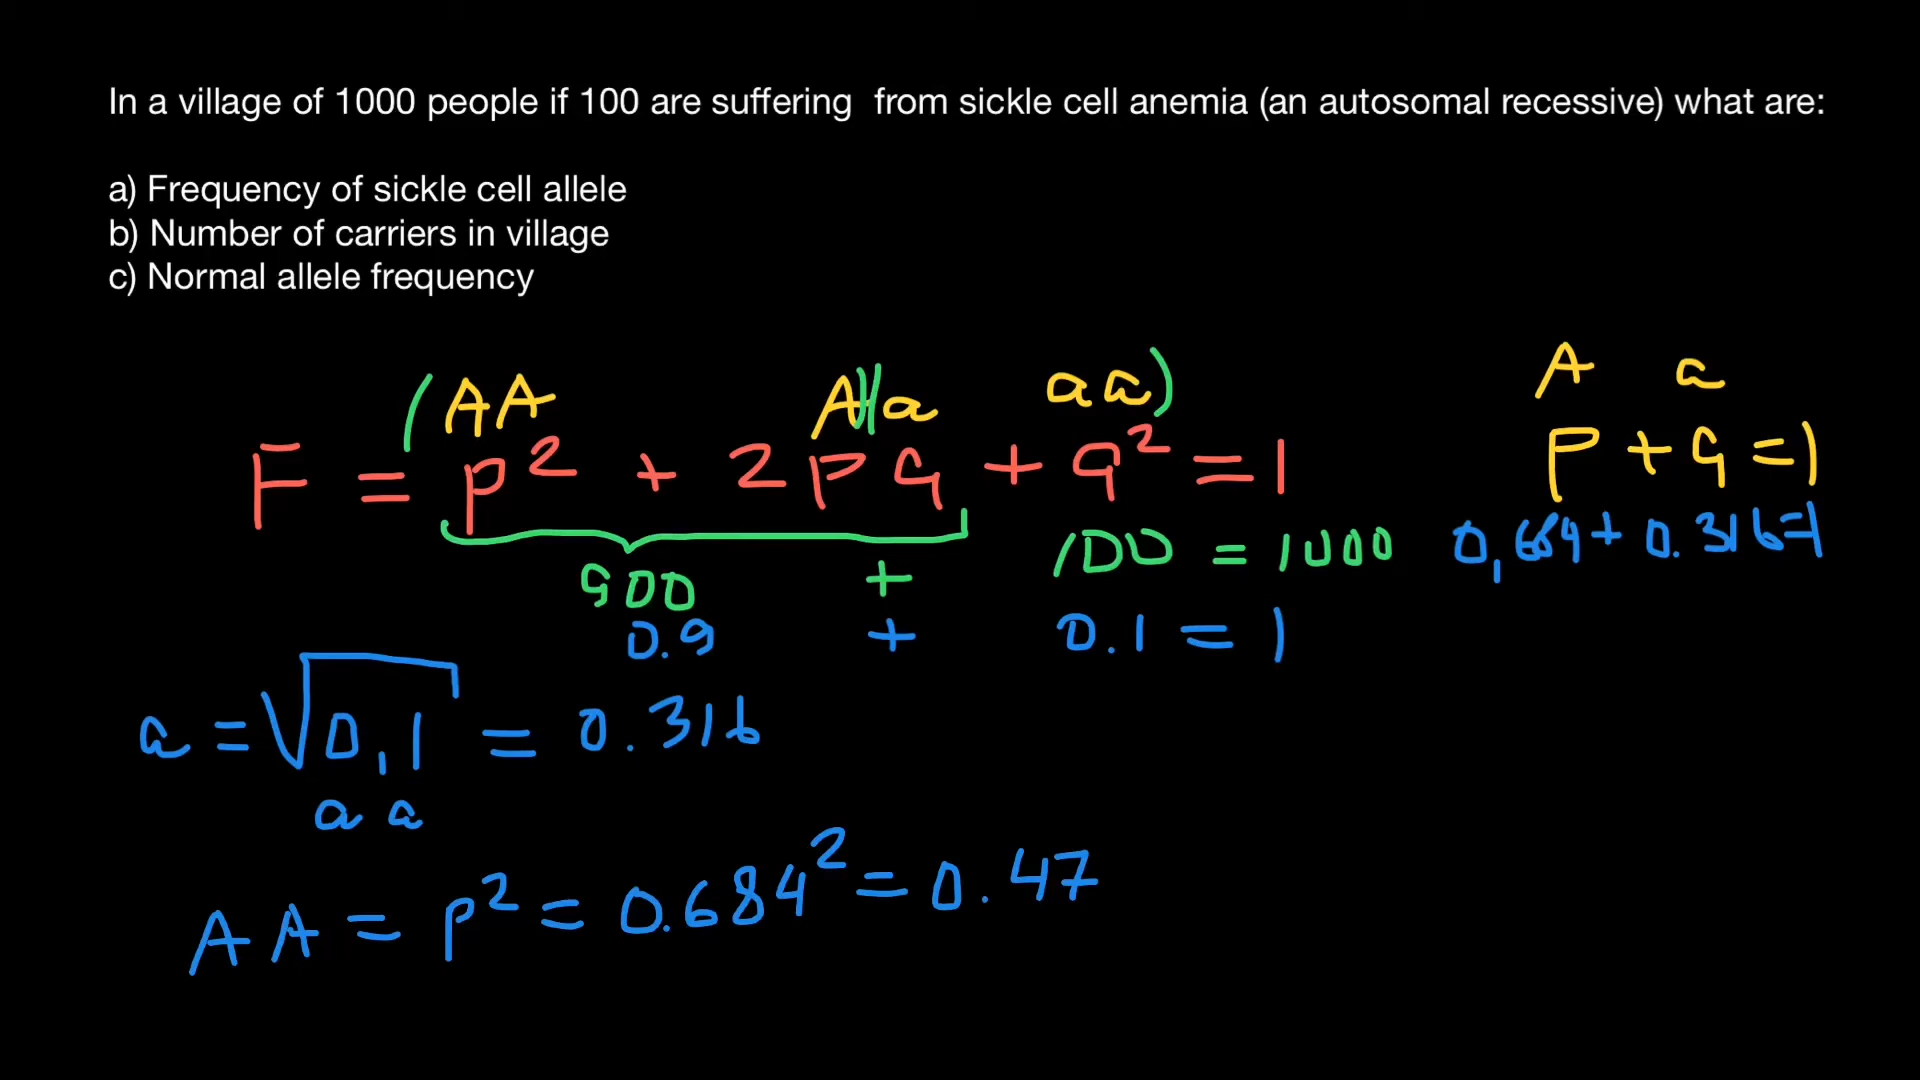 In a village of 1000 people if 100 are suffering from sickle cell anemia (an autosomal recessive) what are:
a) Frequency of sickle cell allele
b) Number of carriers in village
c) Normal allele frequency
(AA A|a aa)
A a
F = p² + 2pq + q² = 1
p + q = 1
900 + 100 = 1000
0,684 + 0.316 = 1
0.9 + 0.1 = 1
a = √0,1 = 0.316
a a
AA = p² = 0.684² = 0.47